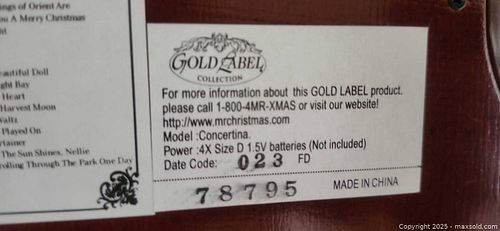 ngs of Orient Are
ou A Merry Christmas
eautiful Doll
ght Bay
Heart
Harvest Moon
Waltz
Played On
rtainer
The Sun Shines, Nellie
rolling Through The Park One Day
GOLD LABEL
COLLECTION
For more information about this GOLD LABEL product,
please call 1-800-4MR-XMAS or visit our website!
http://www.mrchristmas.com
Model :Concertina.
Power :4X Size D 1.5V batteries (Not included)
Date Code: 023 FD
78795 MADE IN CHINA
Copyright © 2025 - maxsold.com